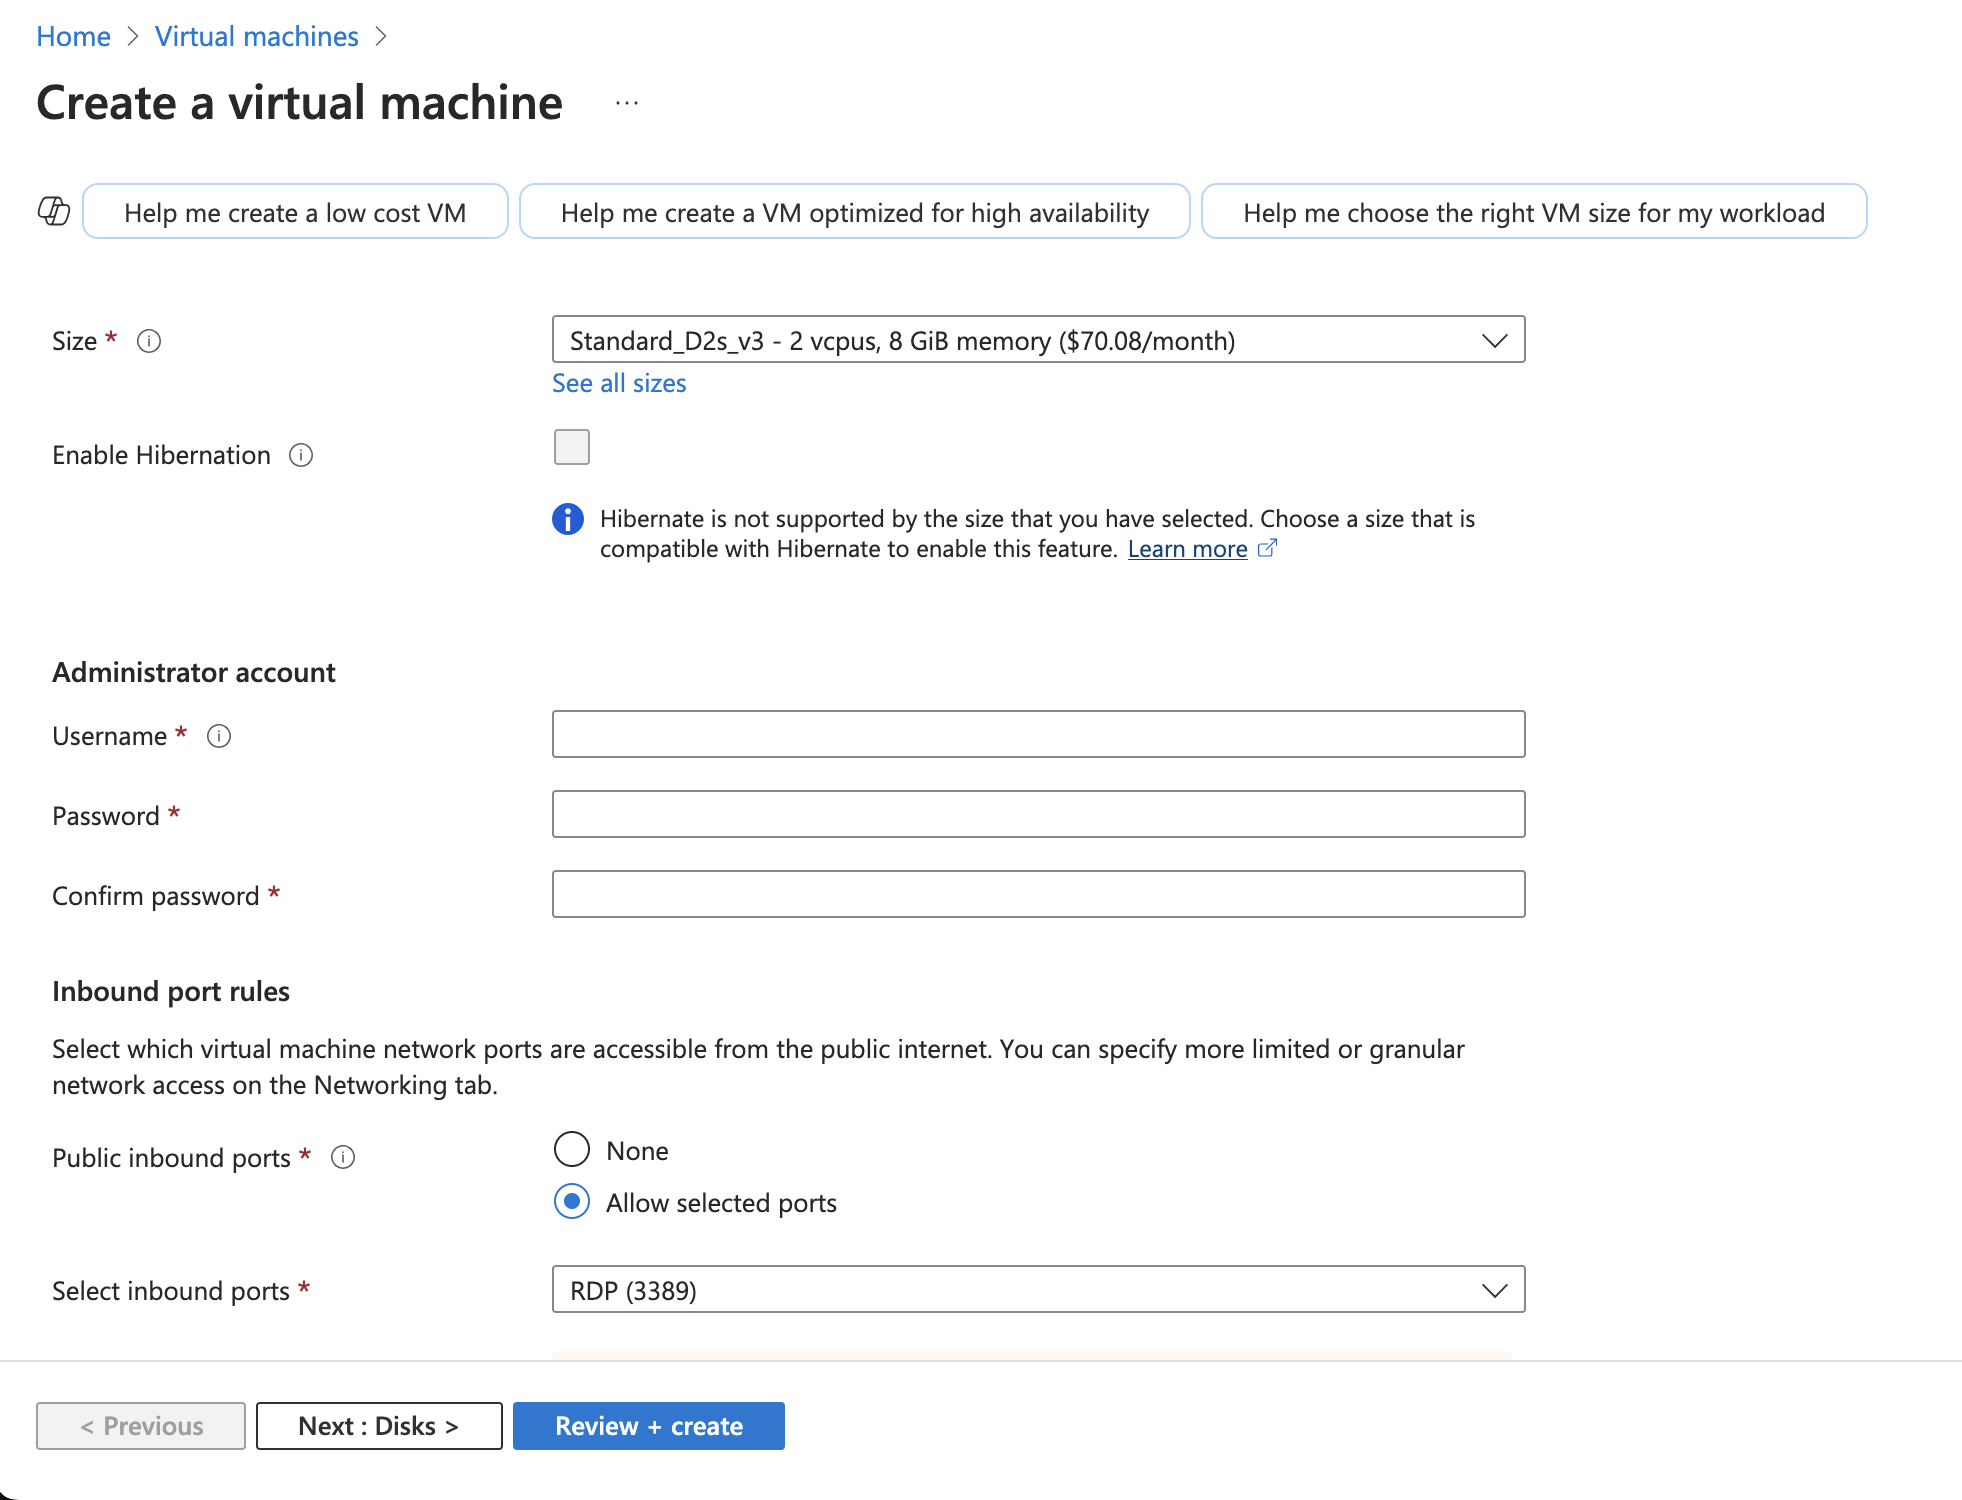 Home > Virtual machines >
Create a virtual machine ...
Help me create a low cost VM
Help me create a VM optimized for high availability
Help me choose the right VM size for my workload
Size *
Standard_D2s_v3 - 2 vcpus, 8 GiB memory ($70.08/month)
See all sizes
Enable Hibernation
Hibernate is not supported by the size that you have selected. Choose a size that is
compatible with Hibernate to enable this feature. Learn more
Administrator account
Username *
Password *
Confirm password *
Inbound port rules
Select which virtual machine network ports are accessible from the public internet. You can specify more limited or granular
network access on the Networking tab.
Public inbound ports *
None
Allow selected ports
Select inbound ports *
RDP (3389)
< Previous
Next : Disks >
Review + create